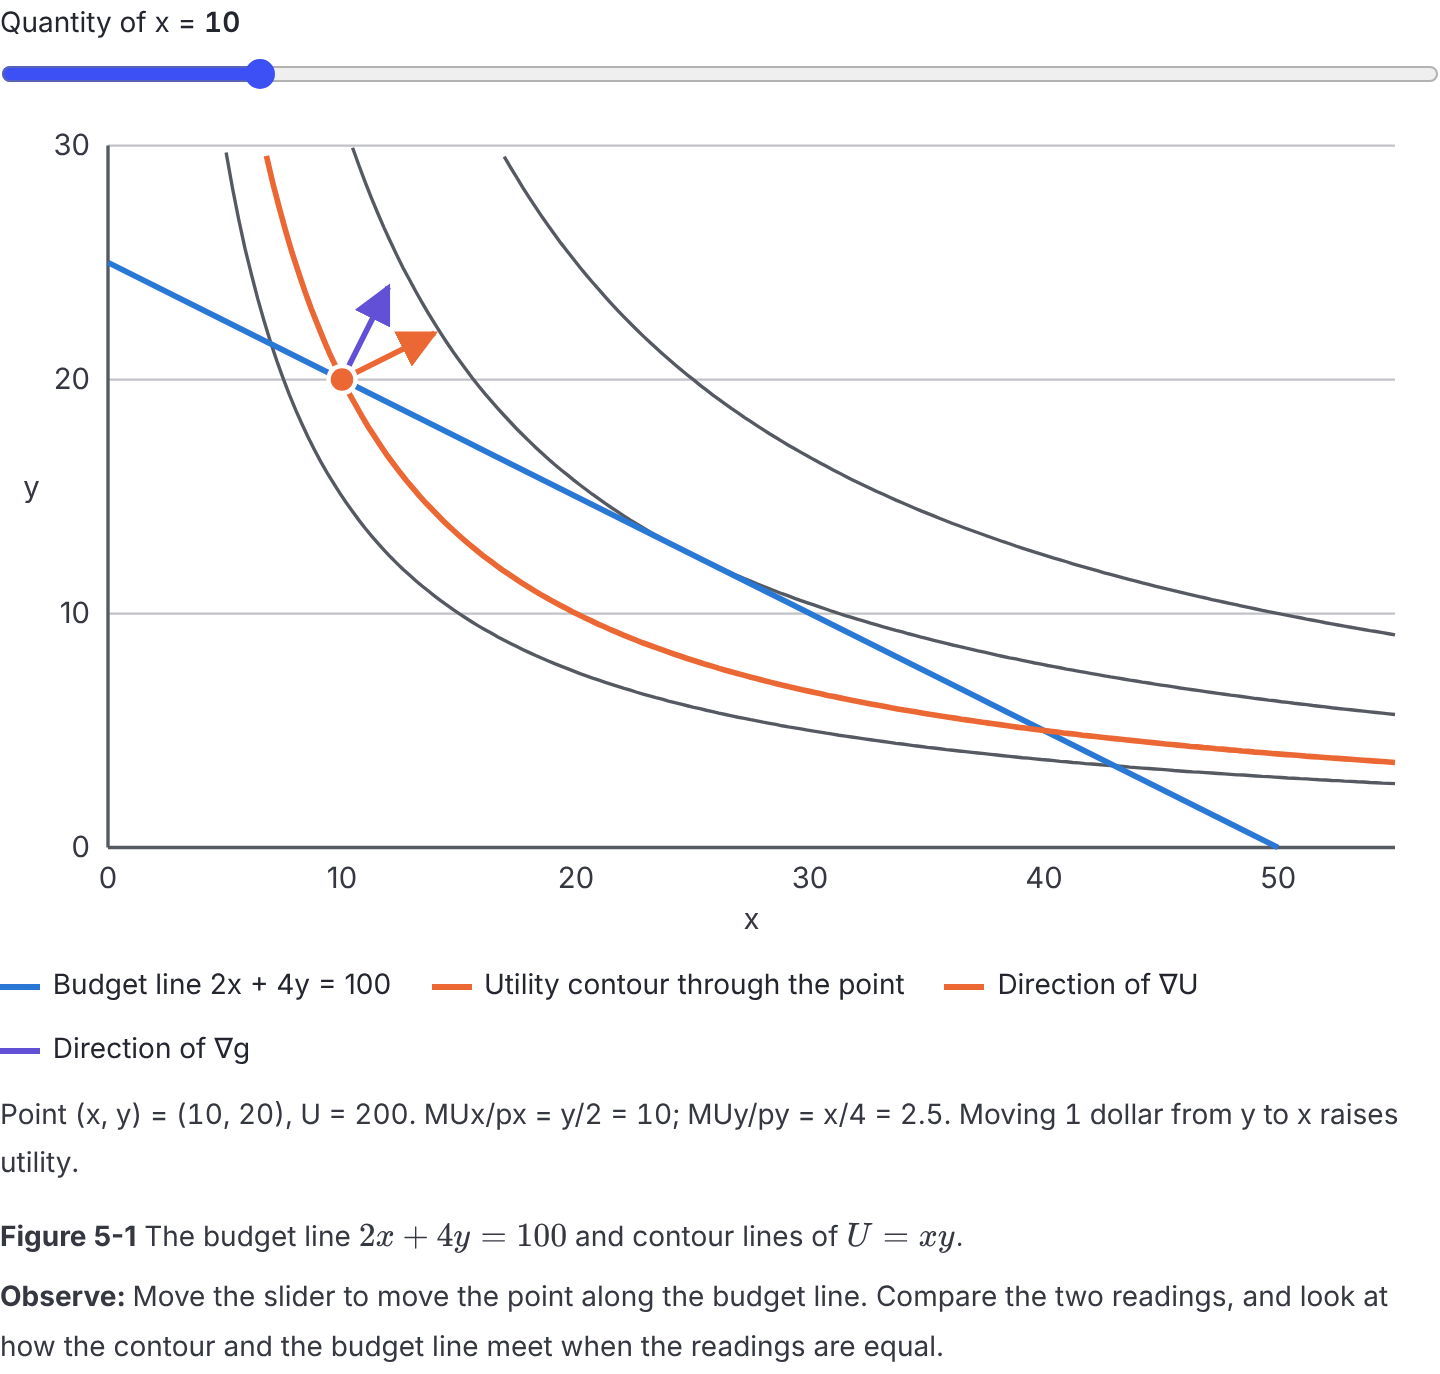 Quantity of x = 10
30
20
y
10
0
0 10 20 30 40 50
x
Budget line 2x + 4y = 100 Utility contour through the point Direction of ∇U
Direction of ∇g
Point (x, y) = (10, 20), U = 200. MUx/px = y/2 = 10; MUy/py = x/4 = 2.5. Moving 1 dollar from y to x raises
utility.
Figure 5-1 The budget line 2x + 4y = 100 and contour lines of U = xy.
Observe: Move the slider to move the point along the budget line. Compare the two readings, and look at
how the contour and the budget line meet when the readings are equal.